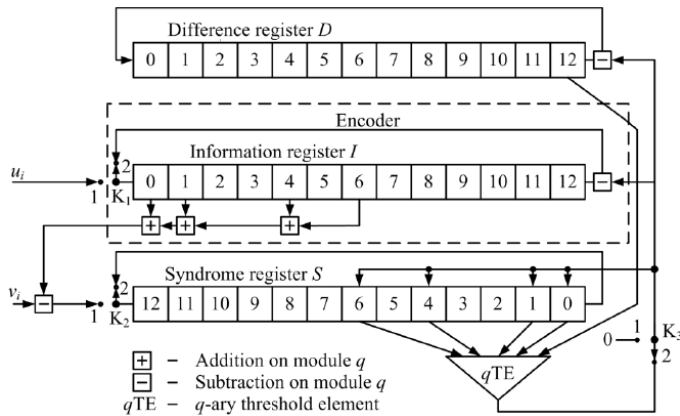 Difference register D
0 1 2 3 4 5 6 7 8 9 10 11 12
−
Encoder
2
Information register I
u_i
1
K_1
0 1 2 3 4 5 6 7 8 9 10 11 12
−
+ + +
2
Syndrome register S
v_i
−
1
K_2
12 11 10 9 8 7 6 5 4 3 2 1 0
1
K_3
0
2
qTE
+ − Addition on module q
− − Subtraction on module q
qTE − q-ary threshold element